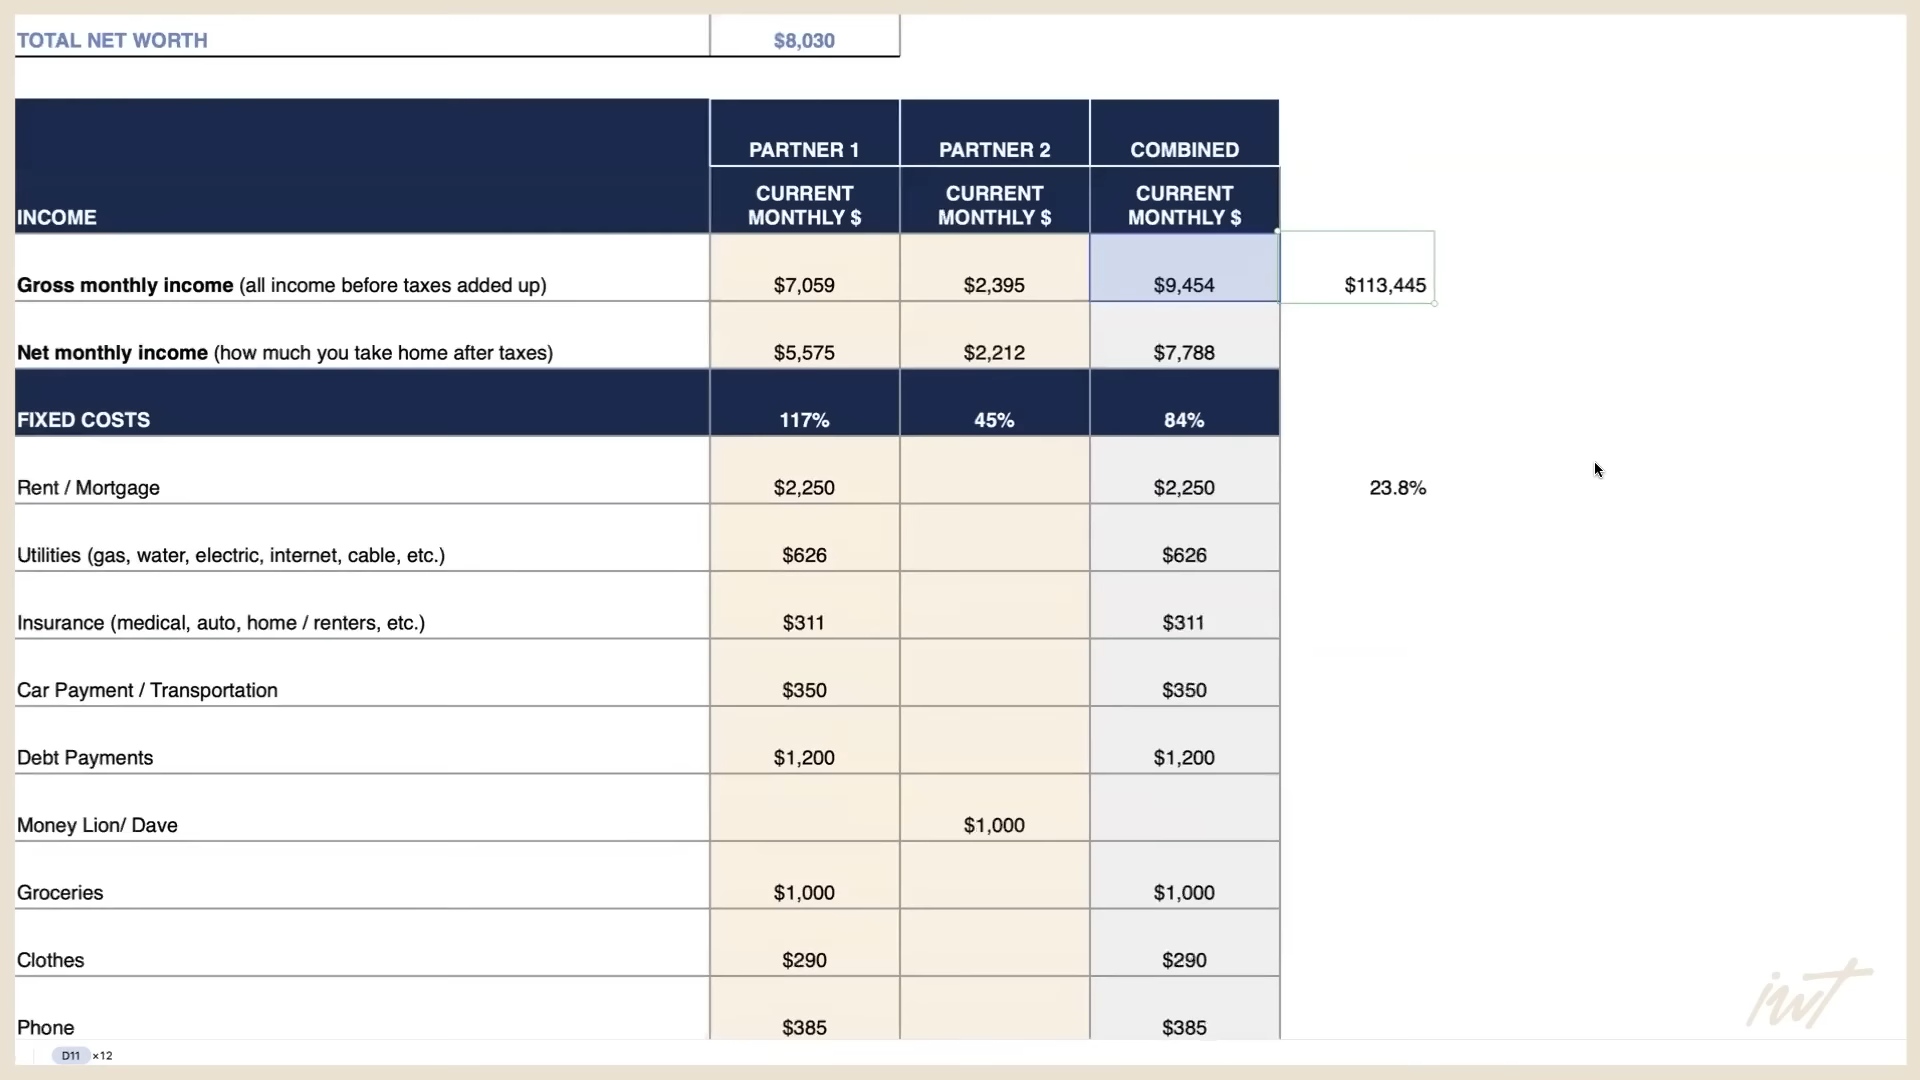 TOTAL NET WORTH $8,030
PARTNER 1 PARTNER 2 COMBINED
INCOME CURRENT MONTHLY $ CURRENT MONTHLY $ CURRENT MONTHLY $
Gross monthly income (all income before taxes added up) $7,059 $2,395 $9,454 $113,445
Net monthly income (how much you take home after taxes) $5,575 $2,212 $7,788
FIXED COSTS 117% 45% 84%
Rent / Mortgage $2,250 $2,250 23.8%
Utilities (gas, water, electric, internet, cable, etc.) $626 $626
Insurance (medical, auto, home / renters, etc.) $311 $311
Car Payment / Transportation $350 $350
Debt Payments $1,200 $1,200
Money Lion/ Dave $1,000
Groceries $1,000 $1,000
Clothes $290 $290
Phone $385 $385
D11 ×12
iwt